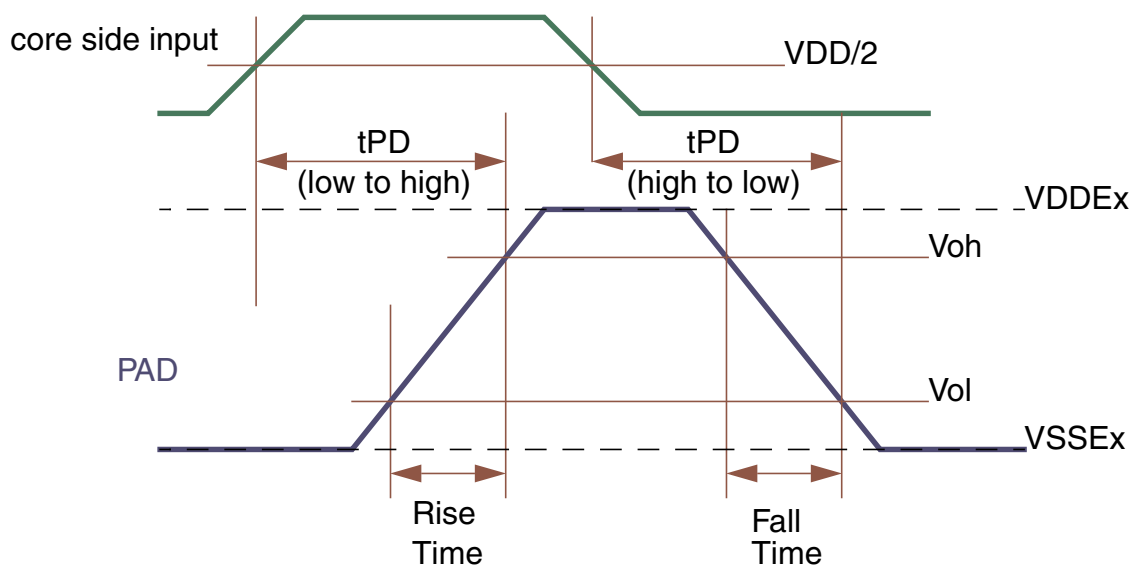 core side input
VDD/2
tPD
(low to high)
tPD
(high to low)
VDDEx
Voh
PAD
Vol
VSSEx
Rise
Time
Fall
Time